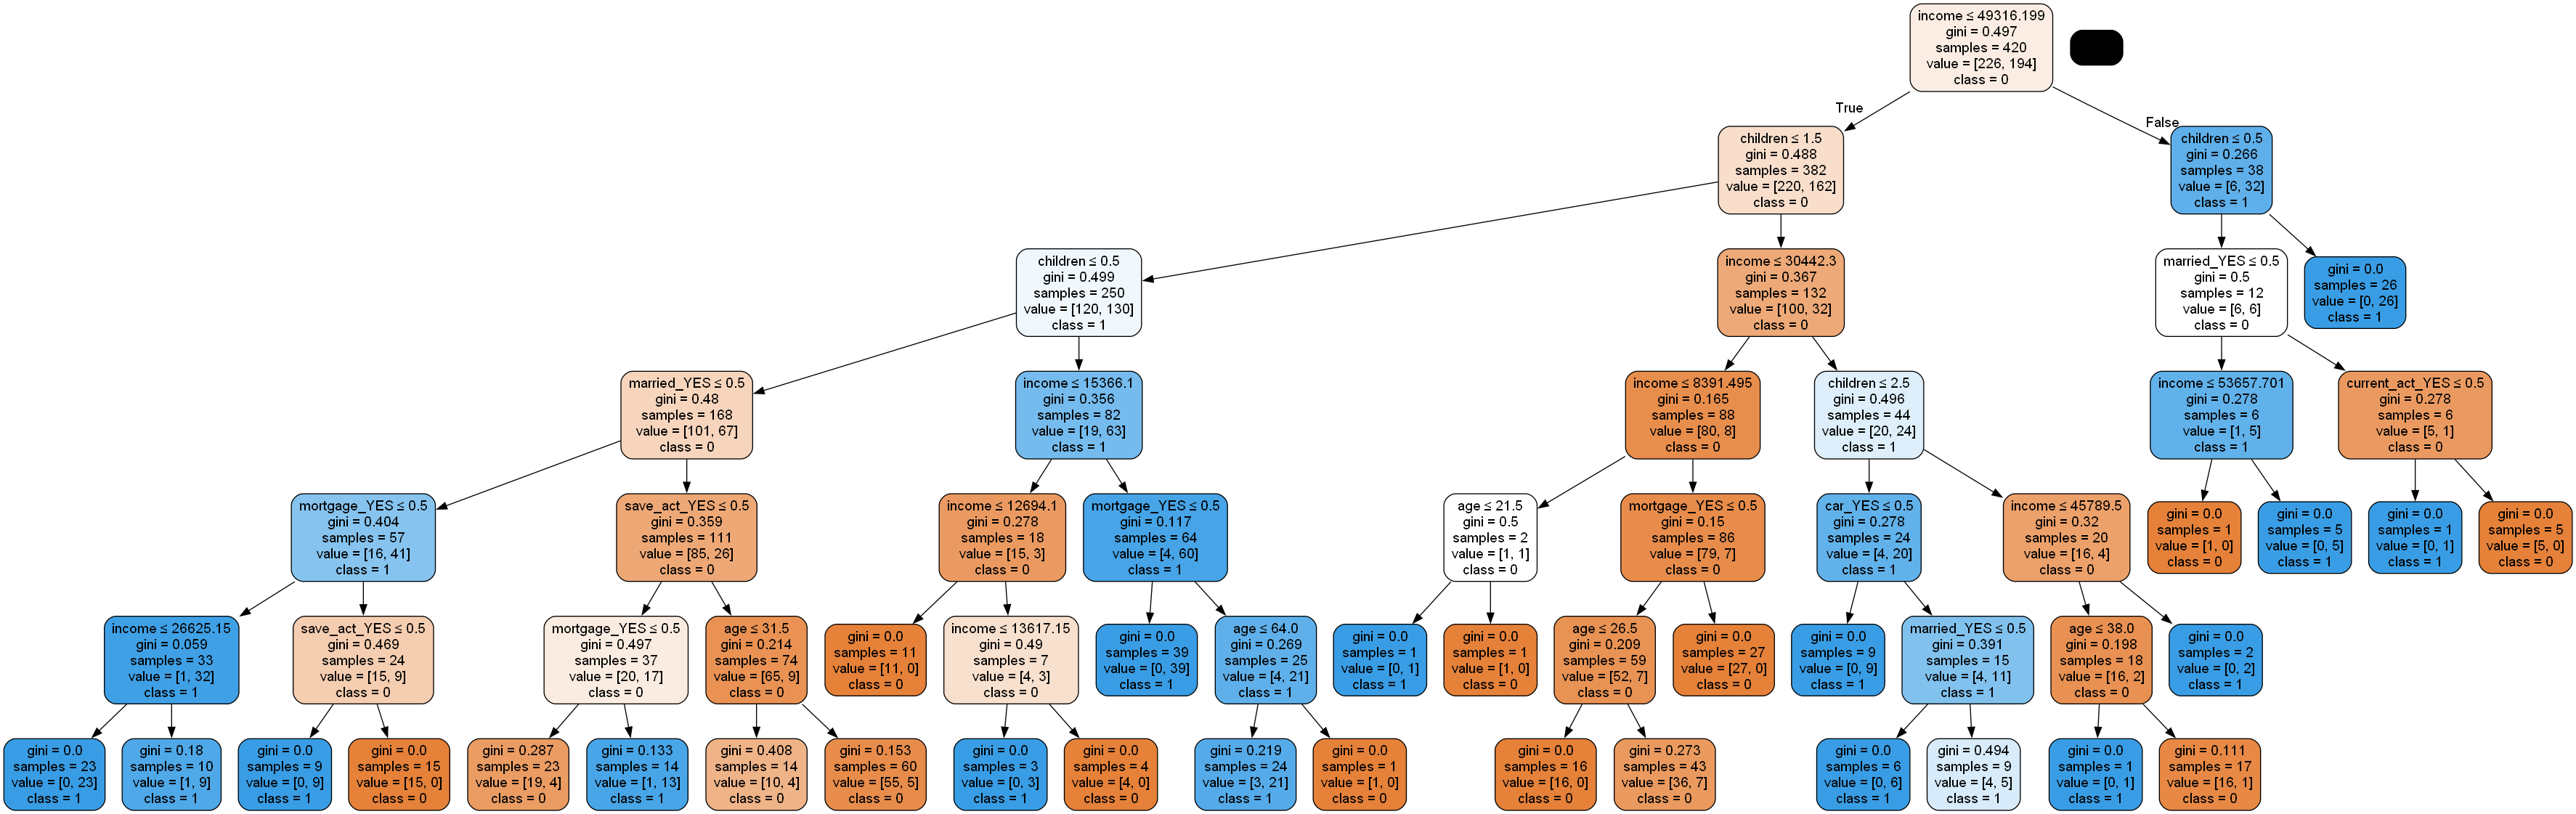 income ≤ 49316.199
gini = 0.497
samples = 420
value = [226, 194]
class = 0
True
False
children ≤ 1.5
gini = 0.488
samples = 382
value = [220, 162]
class = 0
children ≤ 0.5
gini = 0.266
samples = 38
value = [6, 32]
class = 1
children ≤ 0.5
gini = 0.499
samples = 250
value = [120, 130]
class = 1
income ≤ 30442.3
gini = 0.367
samples = 132
value = [100, 32]
class = 0
married_YES ≤ 0.5
gini = 0.5
samples = 12
value = [6, 6]
class = 0
gini = 0.0
samples = 26
value = [0, 26]
class = 1
married_YES ≤ 0.5
gini = 0.48
samples = 168
value = [101, 67]
class = 0
income ≤ 15366.1
gini = 0.356
samples = 82
value = [19, 63]
class = 1
income ≤ 8391.495
gini = 0.165
samples = 88
value = [80, 8]
class = 0
children ≤ 2.5
gini = 0.496
samples = 44
value = [20, 24]
class = 1
income ≤ 53657.701
gini = 0.278
samples = 6
value = [1, 5]
class = 1
current_act_YES ≤ 0.5
gini = 0.278
samples = 6
value = [5, 1]
class = 0
mortgage_YES ≤ 0.5
gini = 0.404
samples = 57
value = [16, 41]
class = 1
save_act_YES ≤ 0.5
gini = 0.359
samples = 111
value = [85, 26]
class = 0
income ≤ 12694.1
gini = 0.278
samples = 18
value = [15, 3]
class = 0
mortgage_YES ≤ 0.5
gini = 0.117
samples = 64
value = [4, 60]
class = 1
age ≤ 21.5
gini = 0.5
samples = 2
value = [1, 1]
class = 0
mortgage_YES ≤ 0.5
gini = 0.15
samples = 86
value = [79, 7]
class = 0
car_YES ≤ 0.5
gini = 0.278
samples = 24
value = [4, 20]
class = 1
income ≤ 45789.5
gini = 0.32
samples = 20
value = [16, 4]
class = 0
gini = 0.0
samples = 1
value = [1, 0]
class = 0
gini = 0.0
samples = 5
value = [0, 5]
class = 1
gini = 0.0
samples = 1
value = [0, 1]
class = 1
gini = 0.0
samples = 5
value = [5, 0]
class = 0
income ≤ 26625.15
gini = 0.059
samples = 33
value = [1, 32]
class = 1
save_act_YES ≤ 0.5
gini = 0.469
samples = 24
value = [15, 9]
class = 0
mortgage_YES ≤ 0.5
gini = 0.497
samples = 37
value = [20, 17]
class = 0
age ≤ 31.5
gini = 0.214
samples = 74
value = [65, 9]
class = 0
gini = 0.0
samples = 11
value = [11, 0]
class = 0
income ≤ 13617.15
gini = 0.49
samples = 7
value = [4, 3]
class = 0
gini = 0.0
samples = 39
value = [0, 39]
class = 1
age ≤ 64.0
gini = 0.269
samples = 25
value = [4, 21]
class = 1
gini = 0.0
samples = 1
value = [0, 1]
class = 1
gini = 0.0
samples = 1
value = [1, 0]
class = 0
age ≤ 26.5
gini = 0.209
samples = 59
value = [52, 7]
class = 0
gini = 0.0
samples = 27
value = [27, 0]
class = 0
gini = 0.0
samples = 9
value = [0, 9]
class = 1
married_YES ≤ 0.5
gini = 0.391
samples = 15
value = [4, 11]
class = 1
age ≤ 38.0
gini = 0.198
samples = 18
value = [16, 2]
class = 0
gini = 0.0
samples = 2
value = [0, 2]
class = 1
gini = 0.0
samples = 23
value = [0, 23]
class = 1
gini = 0.18
samples = 10
value = [1, 9]
class = 1
gini = 0.0
samples = 9
value = [0, 9]
class = 1
gini = 0.0
samples = 15
value = [15, 0]
class = 0
gini = 0.287
samples = 23
value = [19, 4]
class = 0
gini = 0.133
samples = 14
value = [1, 13]
class = 1
gini = 0.408
samples = 14
value = [10, 4]
class = 0
gini = 0.153
samples = 60
value = [55, 5]
class = 0
gini = 0.0
samples = 3
value = [0, 3]
class = 1
gini = 0.0
samples = 4
value = [4, 0]
class = 0
gini = 0.219
samples = 24
value = [3, 21]
class = 1
gini = 0.0
samples = 1
value = [1, 0]
class = 0
gini = 0.0
samples = 16
value = [16, 0]
class = 0
gini = 0.273
samples = 43
value = [36, 7]
class = 0
gini = 0.0
samples = 6
value = [0, 6]
class = 1
gini = 0.494
samples = 9
value = [4, 5]
class = 1
gini = 0.0
samples = 1
value = [0, 1]
class = 1
gini = 0.111
samples = 17
value = [16, 1]
class = 0